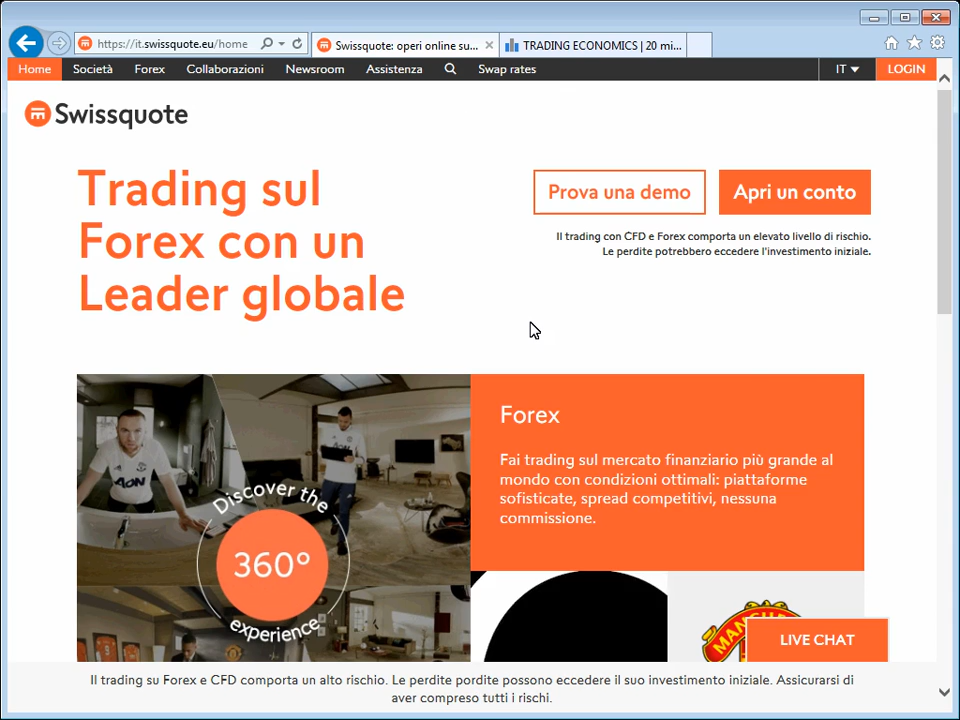 https://it.swissquote.eu/home
Swissquote: operi online su...
TRADING ECONOMICS | 20 mi...
Home Società Forex Collaborazioni Newsroom Assistenza Swap rates IT LOGIN
Swissquote
Trading sul
Forex con un
Leader globale
Prova una demo
Apri un conto
Il trading con CFD e Forex comporta un elevato livello di rischio.
Le perdite potrebbero eccedere l'investimento iniziale.
AON
Discover the
360°
experience
Forex
Fai trading sul mercato finanziario più grande al
mondo con condizioni ottimali: piattaforme
sofisticate, spread competitivi, nessuna
commissione.
LIVE CHAT
Il trading su Forex e CFD comporta un alto rischio. Le perdite pordite possono eccedere il suo investimento iniziale. Assicurarsi di
aver compreso tutti i rischi.